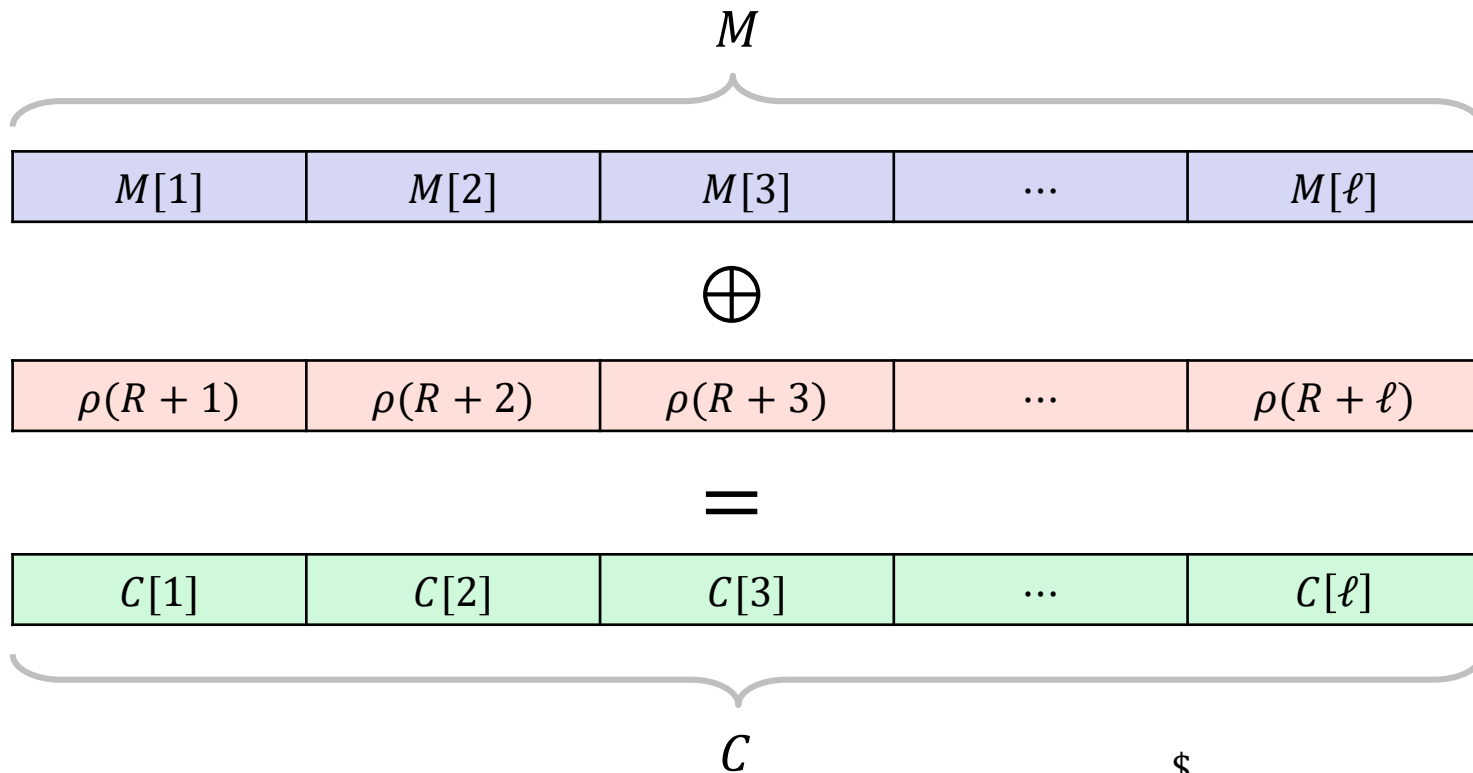 M
M[1] M[2] M[3] ⋯ M[ℓ]
⊕
ρ(R + 1) ρ(R + 2) ρ(R + 3) ⋯ ρ(R + ℓ)
=
C[1] C[2] C[3] ⋯ C[ℓ]
C
$